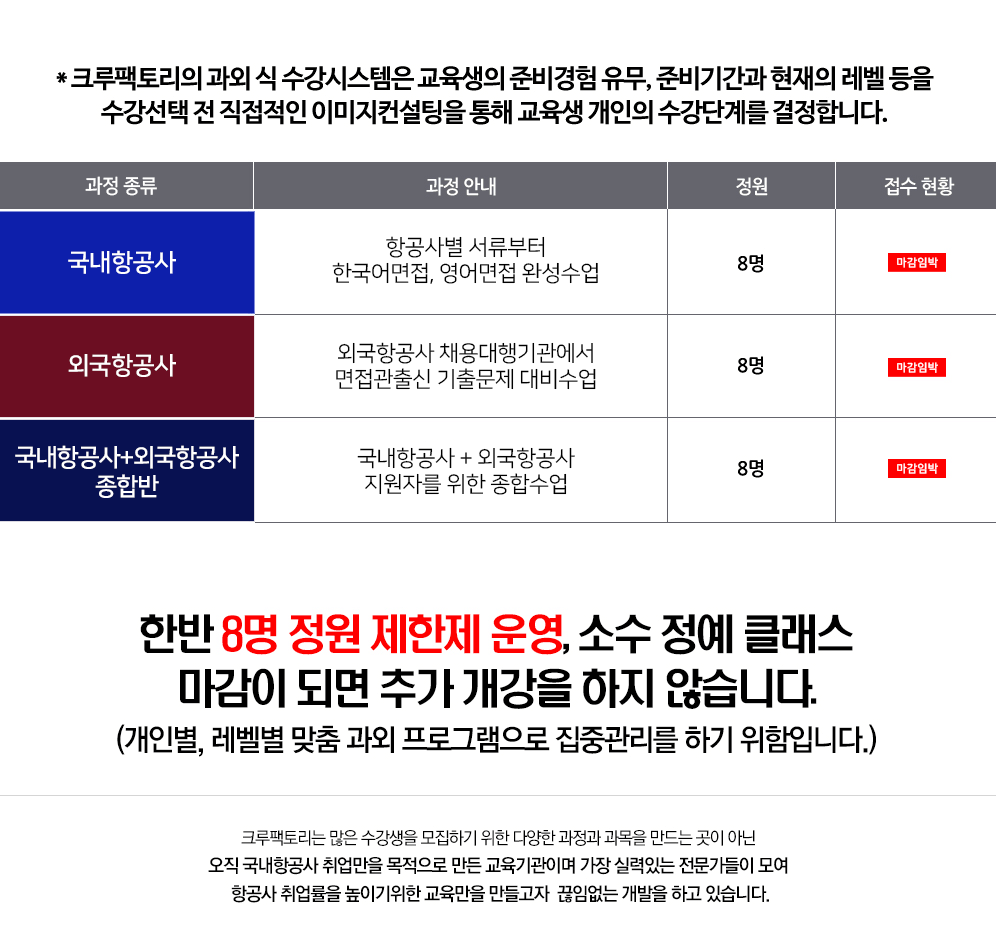 * 크루팩토리의 과외 식 수강시스템은 교육생의 준비경험 유무, 준비기간과 현재의 레벨 등을
수강선택 전 직접적인 이미지컨설팅을 통해 교육생 개인의 수강단계를 결정합니다.
과정 종류 과정 안내 정원 접수 현황
국내항공사
항공사별 서류부터
한국어면접, 영어면접 완성수업
8명
마감임박
외국항공사
외국항공사 채용대행기관에서
면접관출신 기출문제 대비수업
8명
마감임박
국내항공사+외국항공사
종합반
국내항공사 + 외국항공사
지원자를 위한 종합수업
8명
마감임박
한반 8명 정원 제한제 운영, 소수 정예 클래스
마감이 되면 추가 개강을 하지 않습니다.
(개인별, 레벨별 맞춤 과외 프로그램으로 집중관리를 하기 위함입니다.)
크루팩토리는 많은 수강생을 모집하기 위한 다양한 과정과 과목을 만드는 곳이 아닌
오직 국내항공사 취업만을 목적으로 만든 교육기관이며 가장 실력있는 전문가들이 모여
항공사 취업률을 높이기위한 교육만을 만들고자 끊임없는 개발을 하고 있습니다.